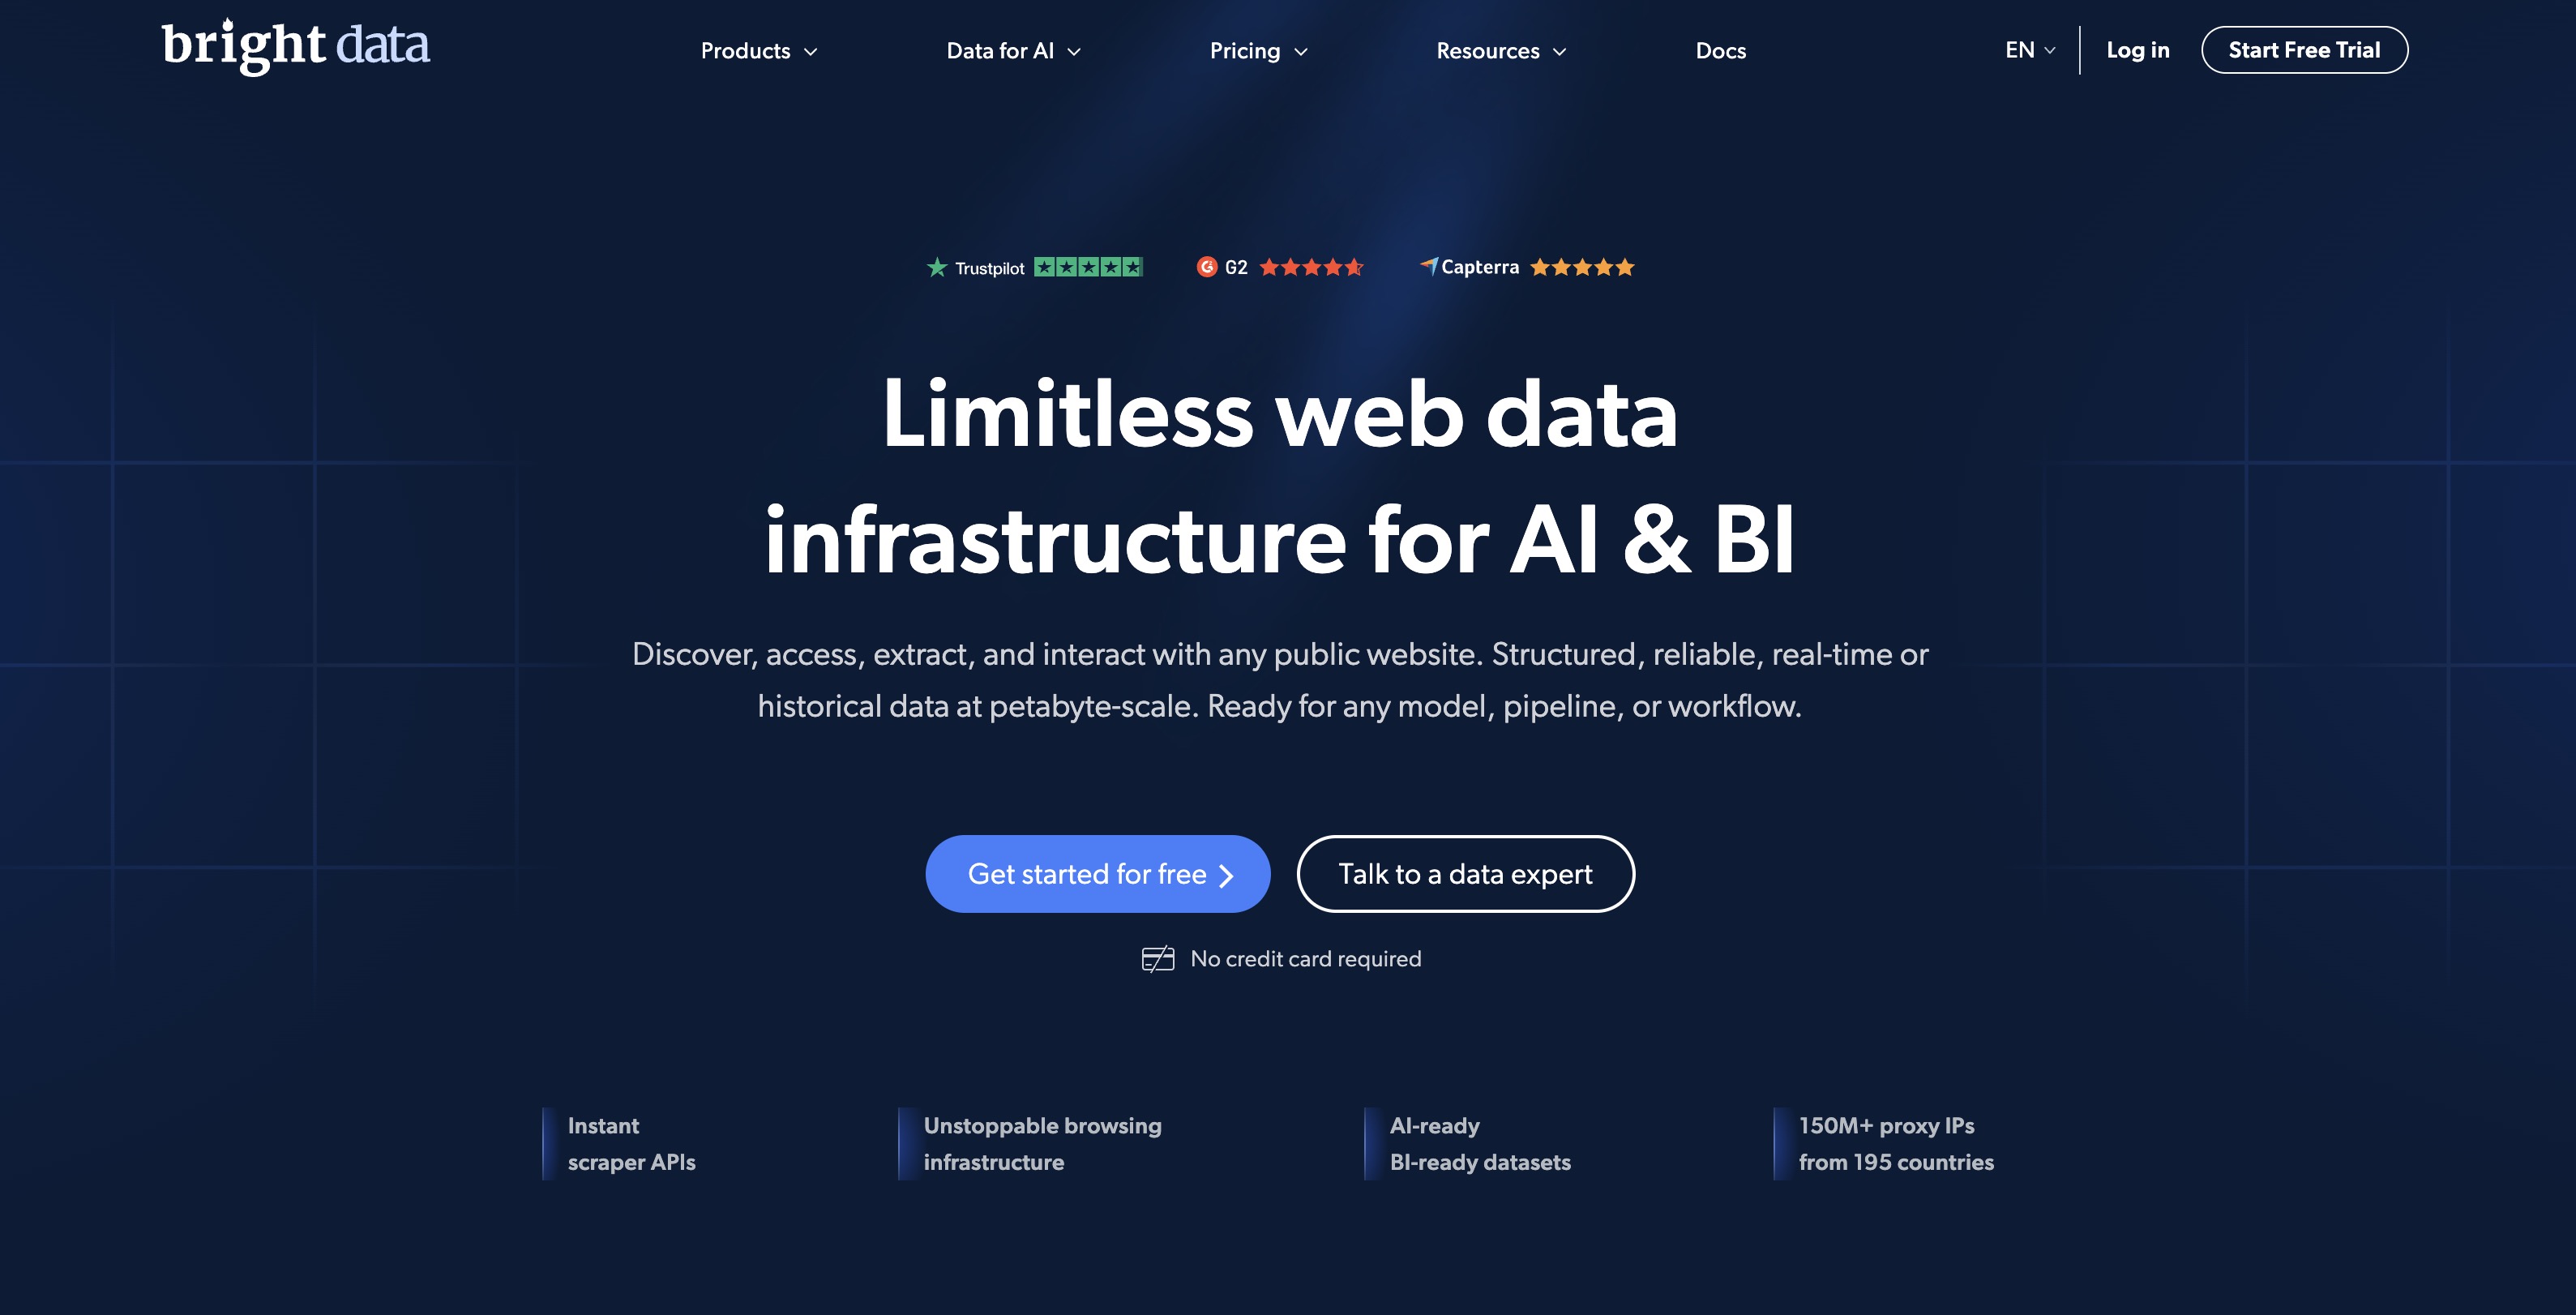 bright data
Products
Data for AI
Pricing
Resources
Docs
EN
Log in
Start Free Trial
Trustpilot
G2
Capterra
Limitless web data
infrastructure for AI & BI
Discover, access, extract, and interact with any public website. Structured, reliable, real-time or
historical data at petabyte-scale. Ready for any model, pipeline, or workflow.
Get started for free
Talk to a data expert
No credit card required
Instant
scraper APIs
Unstoppable browsing
infrastructure
AI-ready
BI-ready datasets
150M+ proxy IPs
from 195 countries